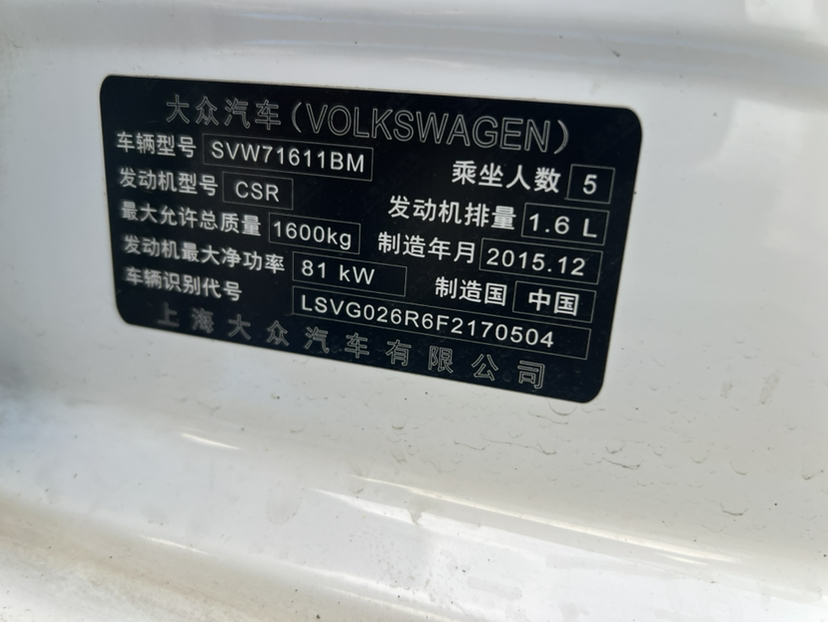 大众汽车(VOLKSWAGEN)
车辆型号 SVW71611BM 乘坐人数 5
发动机型号 CSR 发动机排量 1.6 L
最大允许总质量 1600kg 制造年月 2015.12
发动机最大净功率 81 kW 制造国 中国
车辆识别代号 LSVG026R6F2170504
上海大众汽车有限公司